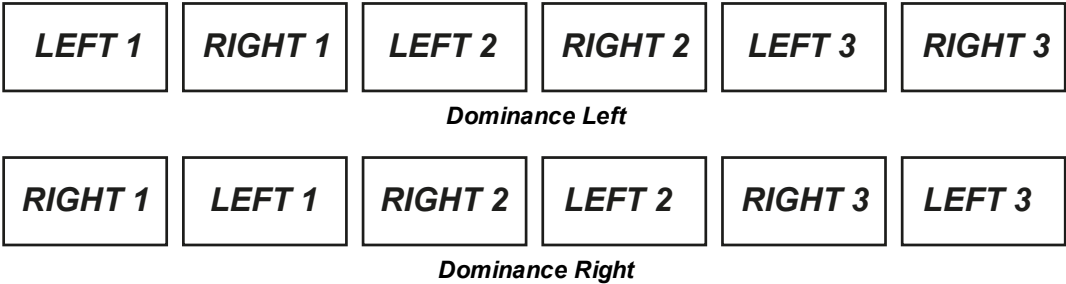 LEFT 1 RIGHT 1 LEFT 2 RIGHT 2 LEFT 3 RIGHT 3
Dominance Left
RIGHT 1 LEFT 1 RIGHT 2 LEFT 2 RIGHT 3 LEFT 3
Dominance Right